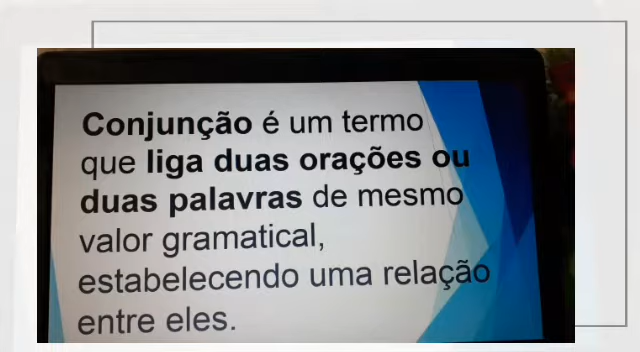 Conjunção é um termo
que liga duas orações ou
duas palavras de mesmo
valor gramatical,
estabelecendo uma relação
entre eles.